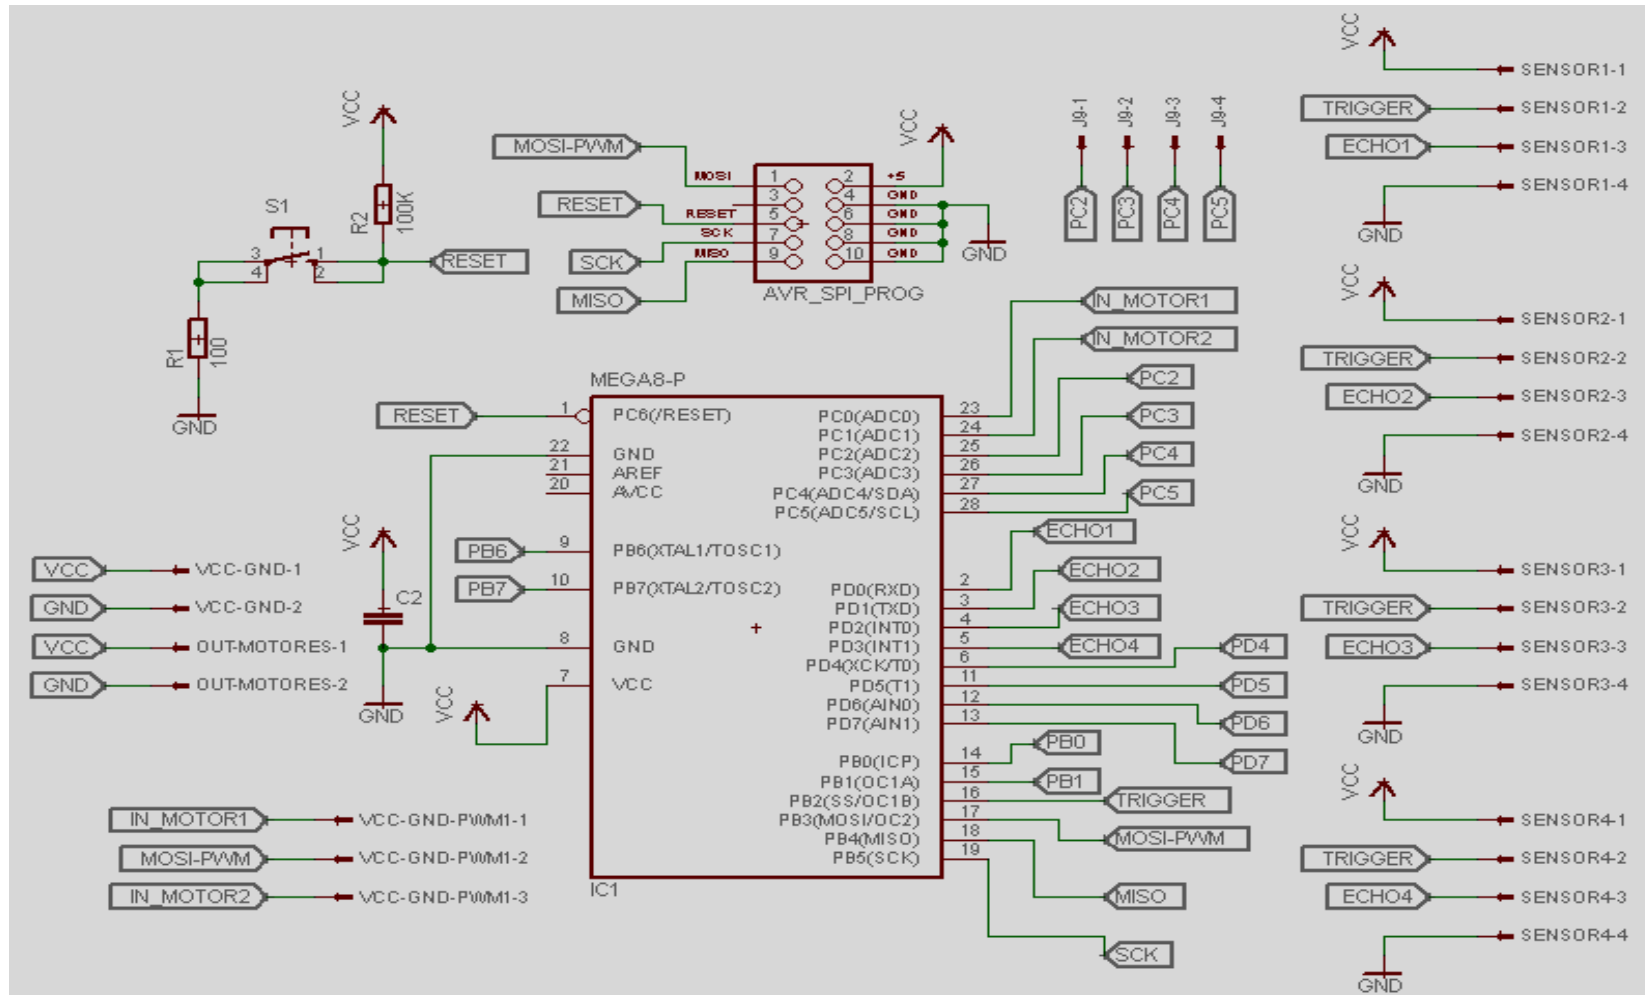 VCC
S1
3
4
1
2
R2
100K
RESET
R1
100
GND
MOSI-PWM
RESET
SCK
MISO
MOSI
RESET
SCK
MISO
1
3
5
7
9
2
4
6
8
10
+5
GND
GND
GND
GND
VCC
GND
AVR_SPI_PROG
J9-1
J9-2
J9-3
J9-4
PC2
PC3
PC4
PC5
VCC
SENSOR1-1
TRIGGER SENSOR1-2
ECHO1 SENSOR1-3
SENSOR1-4
GND
VCC
SENSOR2-1
TRIGGER SENSOR2-2
ECHO2 SENSOR2-3
SENSOR2-4
GND
VCC
SENSOR3-1
TRIGGER SENSOR3-2
ECHO3 SENSOR3-3
SENSOR3-4
GND
VCC
SENSOR4-1
TRIGGER SENSOR4-2
ECHO4 SENSOR4-3
SENSOR4-4
GND
MEGA8-P
RESET 1 PC6(/RESET)
22 GND
21 AREF
20 AVCC
PB6 9 PB6(XTAL1/TOSC1)
PB7 10 PB7(XTAL2/TOSC2)
8 GND
7 VCC
VCC
C2
GND
VCC
PC0(ADC0) 23 IN_MOTOR1
PC1(ADC1) 24 IN_MOTOR2
PC2(ADC2) 25 PC2
PC3(ADC3) 26 PC3
PC4(ADC4/SDA) 27 PC4
PC5(ADC5/SCL) 28 PC5
PD0(RXD) 2 ECHO1
PD1(TXD) 3 ECHO2
PD2(INT0) 4 ECHO3
PD3(INT1) 5 ECHO4
PD4(XCK/T0) 6 PD4
PD5(T1) 11 PD5
PD6(AIN0) 12 PD6
PD7(AIN1) 13 PD7
PB0(ICP) 14 PB0
PB1(OC1A) 15 PB1
PB2(SS/OC1B) 16 TRIGGER
PB3(MOSI/OC2) 17 MOSI-PWM
PB4(MISO) 18 MISO
PB5(SCK) 19 SCK
IC1
VCC VCC-GND-1
GND VCC-GND-2
VCC OUT-MOTORES-1
GND OUT-MOTORES-2
IN_MOTOR1 VCC-GND-PWM1-1
MOSI-PWM VCC-GND-PWM1-2
IN_MOTOR2 VCC-GND-PWM1-3